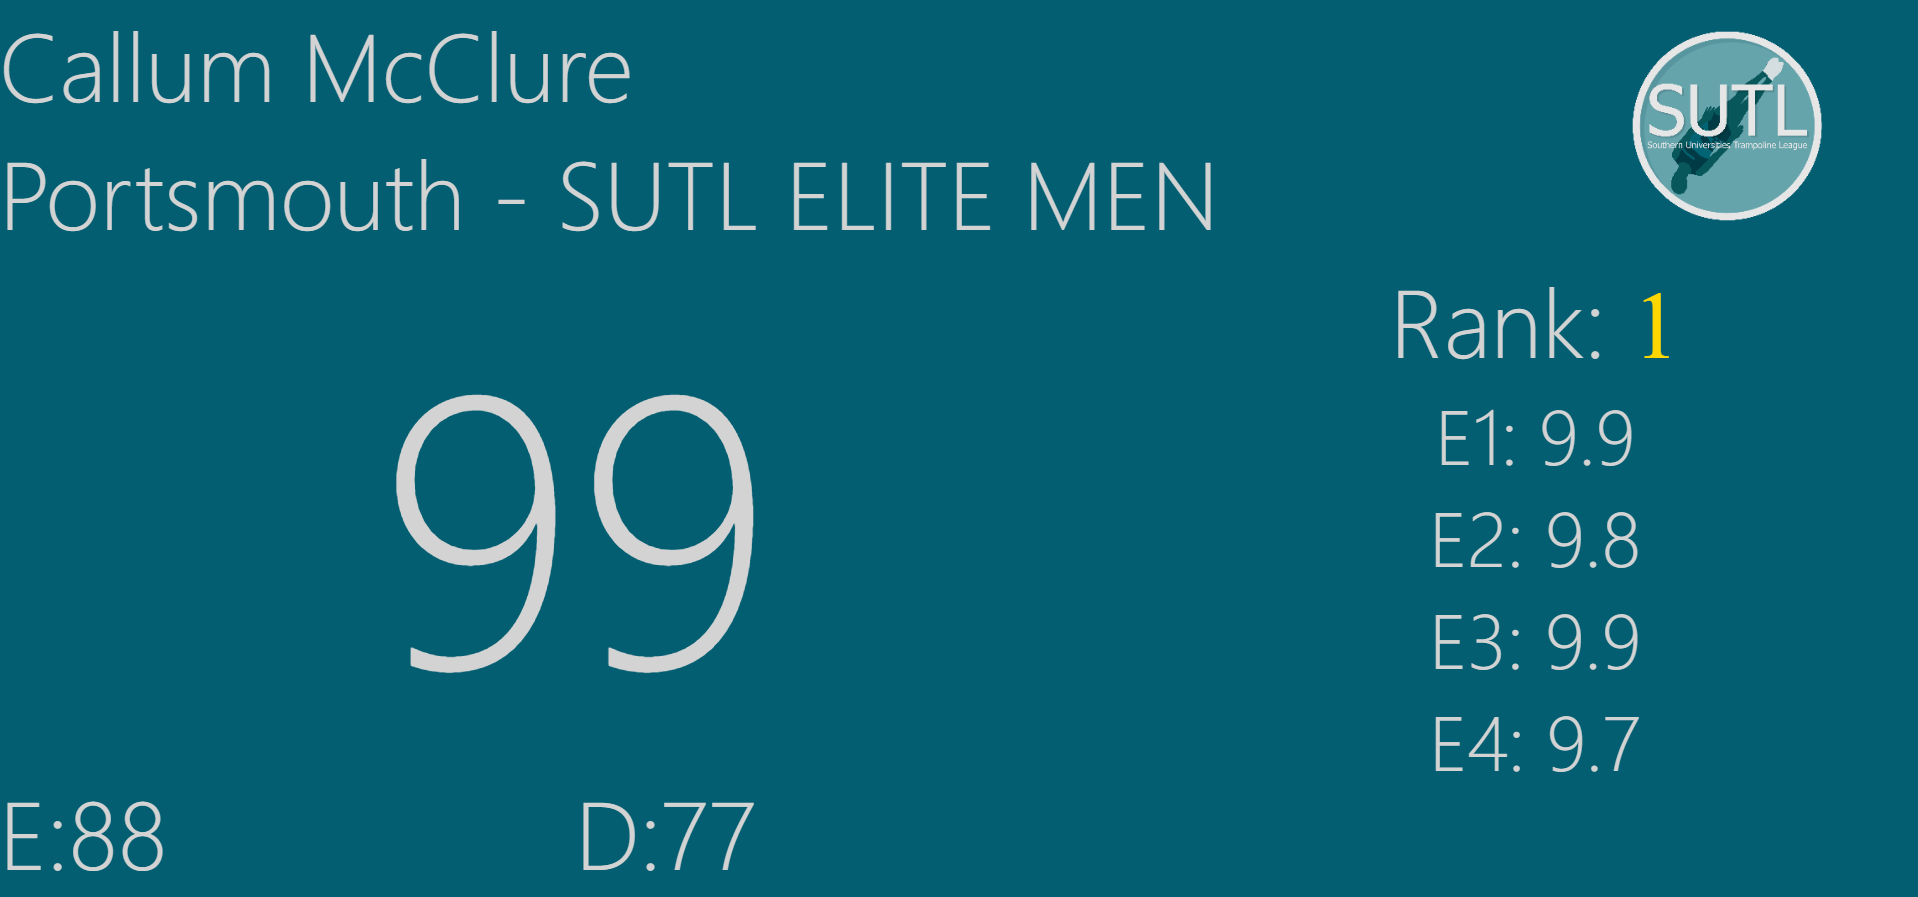 Callum McClure
SUTL
Southern Universities Trampoline League
Portsmouth - SUTL ELITE MEN
Rank: 1
99
E1: 9.9
E2: 9.8
E3: 9.9
E4: 9.7
E:88
D:77